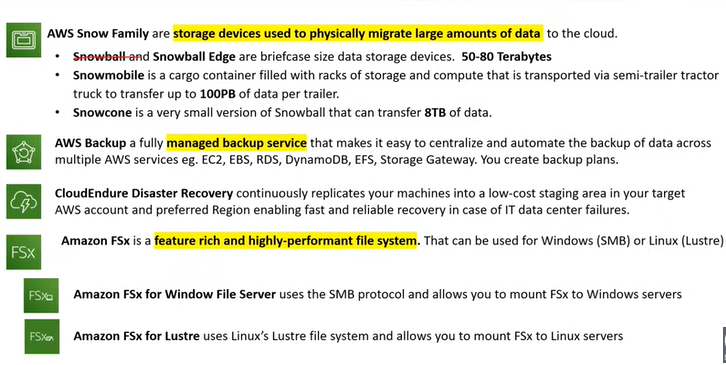 AWS Snow Family are storage devices used to physically migrate large amounts of data to the cloud.
• Snowball and Snowball Edge are briefcase size data storage devices. 50-80 Terabytes
• Snowmobile is a cargo container filled with racks of storage and compute that is transported via semi-trailer tractor
truck to transfer up to 100PB of data per trailer.
• Snowcone is a very small version of Snowball that can transfer 8TB of data.
AWS Backup a fully managed backup service that makes it easy to centralize and automate the backup of data across
multiple AWS services eg. EC2, EBS, RDS, DynamoDB, EFS, Storage Gateway. You create backup plans.
CloudEndure Disaster Recovery continuously replicates your machines into a low-cost staging area in your target
AWS account and preferred Region enabling fast and reliable recovery in case of IT data center failures.
FSx
Amazon FSx is a feature rich and highly-performant file system. That can be used for Windows (SMB) or Linux (Lustre)
FSx
Amazon FSx for Window File Server uses the SMB protocol and allows you to mount FSx to Windows servers
FSx
Amazon FSx for Lustre uses Linux's Lustre file system and allows you to mount FSx to Linux servers